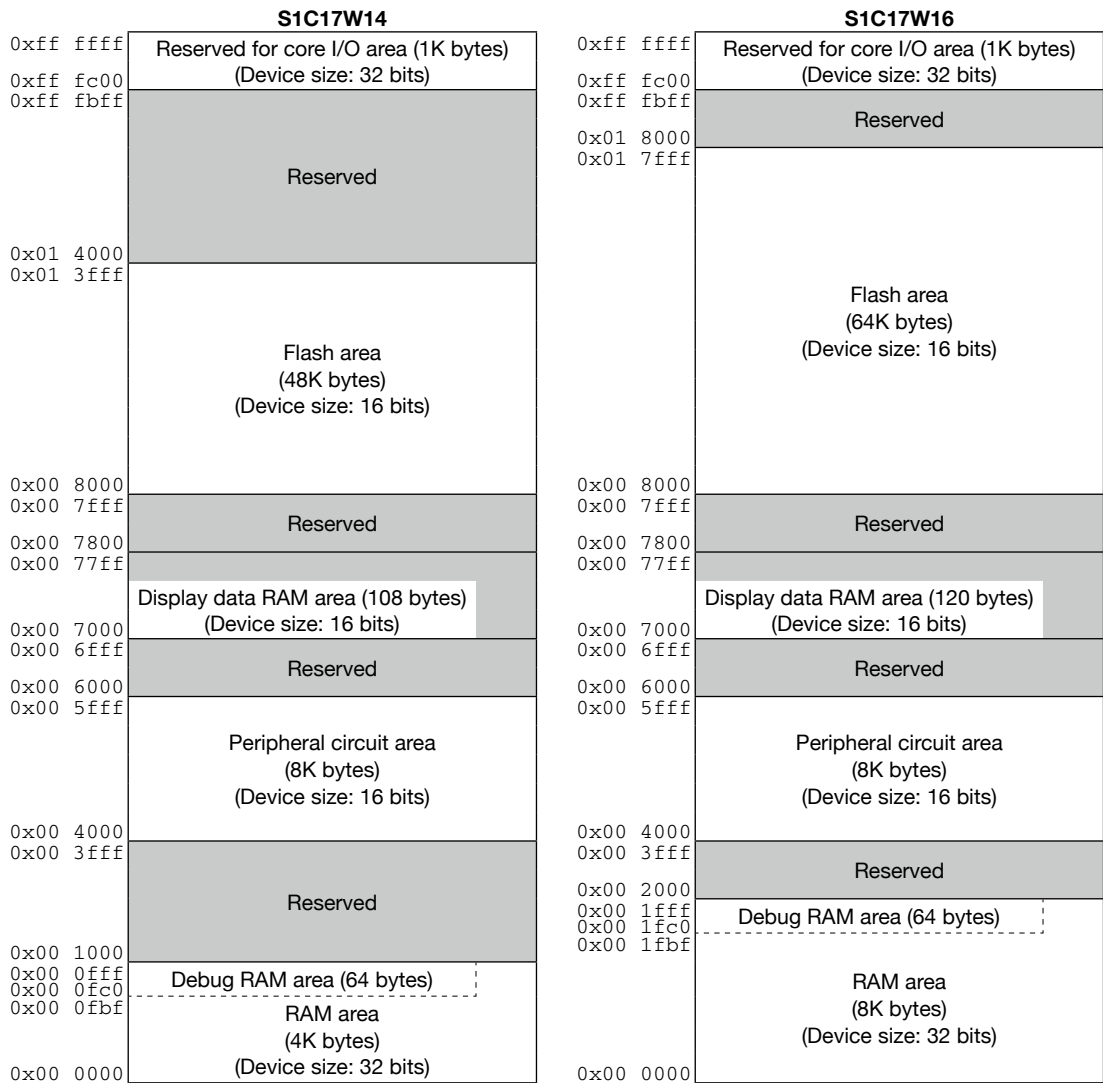 S1C17W14
0xff ffff
Reserved for core I/O area (1K bytes)
(Device size: 32 bits)
0xff fc00
0xff fbff
Reserved
0x01 4000
0x01 3fff
Flash area
(48K bytes)
(Device size: 16 bits)
0x00 8000
0x00 7fff
Reserved
0x00 7800
0x00 77ff
Display data RAM area (108 bytes)
(Device size: 16 bits)
0x00 7000
0x00 6fff
Reserved
0x00 6000
0x00 5fff
Peripheral circuit area
(8K bytes)
(Device size: 16 bits)
0x00 4000
0x00 3fff
Reserved
0x00 1000
0x00 0fff
Debug RAM area (64 bytes)
0x00 0fc0
0x00 0fbf
RAM area
(4K bytes)
(Device size: 32 bits)
0x00 0000
S1C17W16
0xff ffff
Reserved for core I/O area (1K bytes)
(Device size: 32 bits)
0xff fc00
0xff fbff
Reserved
0x01 8000
0x01 7fff
Flash area
(64K bytes)
(Device size: 16 bits)
0x00 8000
0x00 7fff
Reserved
0x00 7800
0x00 77ff
Display data RAM area (120 bytes)
(Device size: 16 bits)
0x00 7000
0x00 6fff
Reserved
0x00 6000
0x00 5fff
Peripheral circuit area
(8K bytes)
(Device size: 16 bits)
0x00 4000
0x00 3fff
Reserved
0x00 2000
0x00 1fff
Debug RAM area (64 bytes)
0x00 1fc0
0x00 1fbf
RAM area
(8K bytes)
(Device size: 32 bits)
0x00 0000